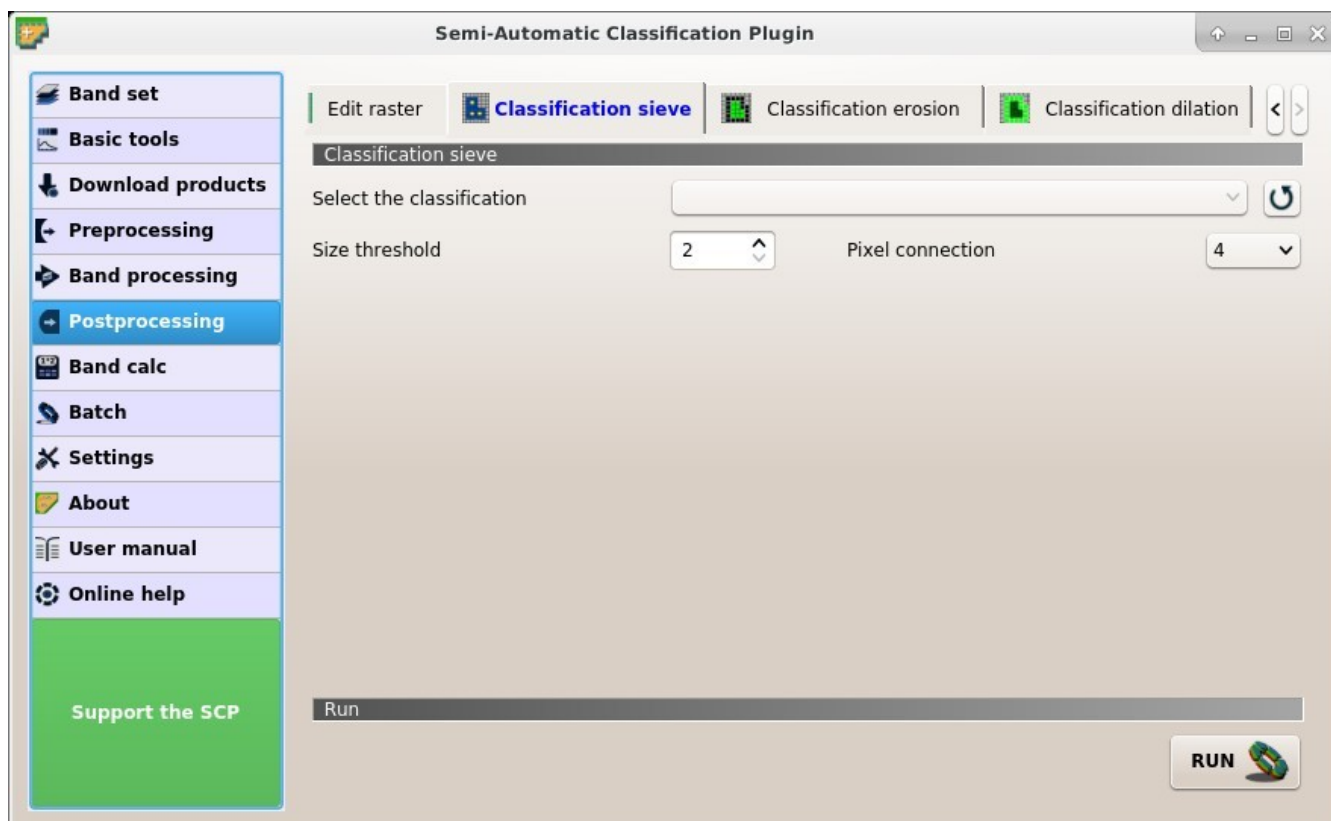 Semi-Automatic Classification Plugin
Band set
Basic tools
Download products
Preprocessing
Band processing
Postprocessing
Band calc
Batch
Settings
About
User manual
Online help
Support the SCP
Edit raster Classification sieve Classification erosion Classification dilation < >
Classification sieve
Select the classification
Size threshold 2 Pixel connection 4
Run
RUN